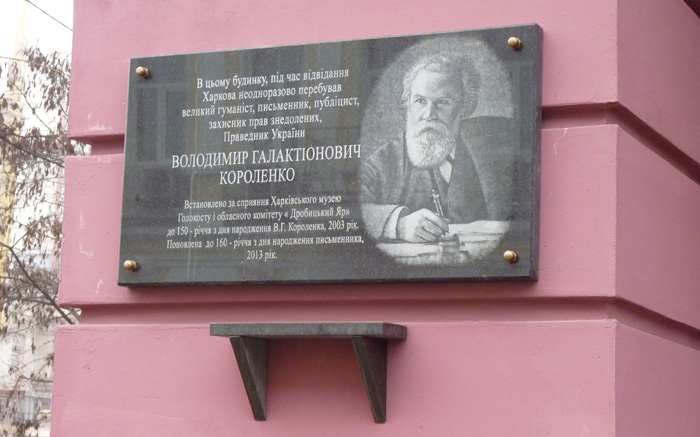 В цьому будинку, під час відвідання
Харкова неодноразово перебував
великий гуманіст, письменник, публіцист,
захисник прав знедолених,
Праведник України
ВОЛОДИМИР ГАЛАКТІОНОВИЧ
КОРОЛЕНКО
Встановлено за сприяння Харківського музею
Голокосту і обласного комітету « Дробицький Яр»
до 150 - річчя з дня народження В.Г. Короленка, 2003 рік.
Поновлена до 160 - річчя з дня народження письменника,
2013 рік.